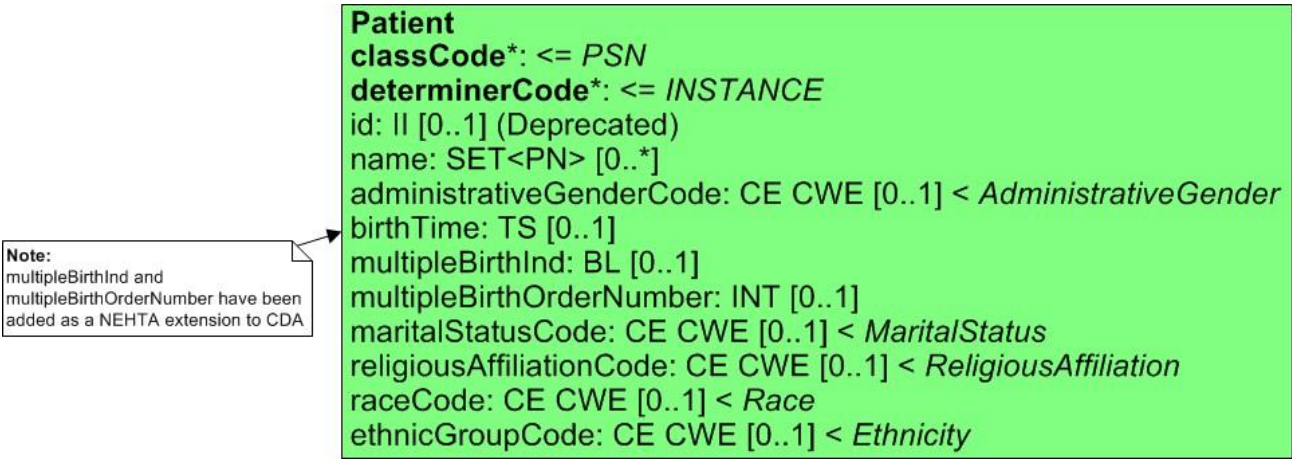 Patient
classCode*: <= PSN
determinerCode*: <= INSTANCE
id: II [0..1] (Deprecated)
name: SET<PN> [0..*]
administrativeGenderCode: CE CWE [0..1] < AdministrativeGender
birthTime: TS [0..1]
multipleBirthInd: BL [0..1]
multipleBirthOrderNumber: INT [0..1]
maritalStatusCode: CE CWE [0..1] < MaritalStatus
religiousAffiliationCode: CE CWE [0..1] < ReligiousAffiliation
raceCode: CE CWE [0..1] < Race
ethnicGroupCode: CE CWE [0..1] < Ethnicity
Note:
multipleBirthInd and
multipleBirthOrderNumber have been
added as a NEHTA extension to CDA